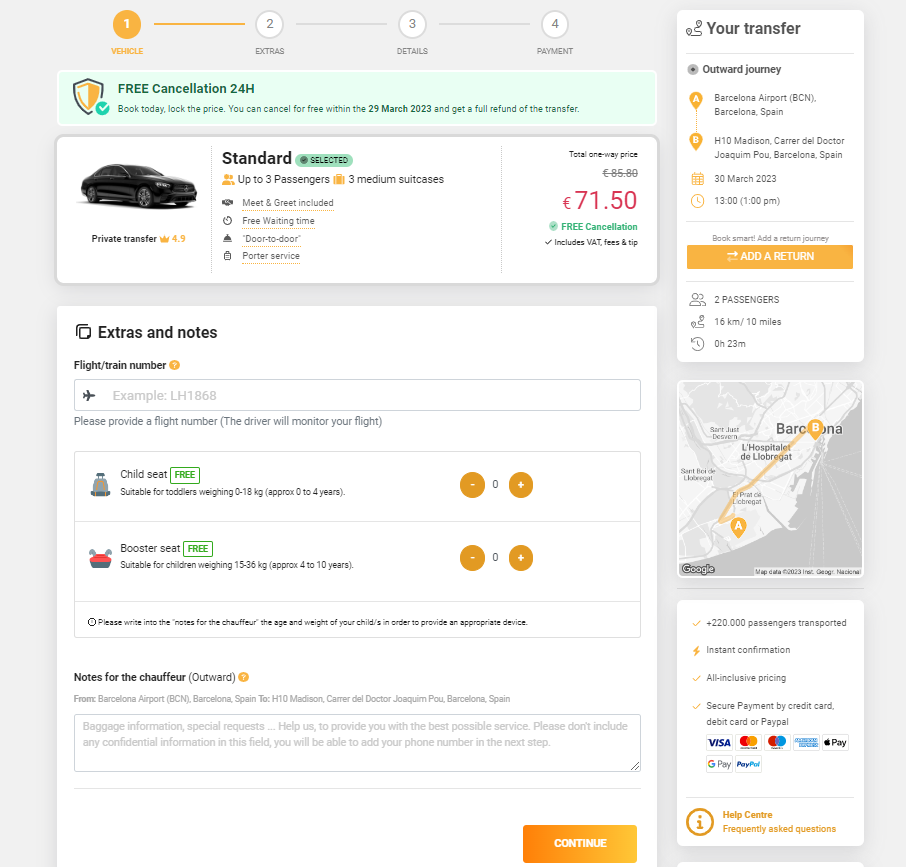 1
2
3
4
VEHICLE
EXTRAS
DETAILS
PAYMENT
FREE Cancellation 24H
Book today, lock the price. You can cancel for free within the 29 March 2023 and get a full refund of the transfer.
Standard SELECTED
Up to 3 Passengers 3 medium suitcases
Meet & Greet included
Free Waiting time
"Door-to-door"
Porter service
Private transfer 4.9
Total one-way price
€ 85.80
€ 71.50
FREE Cancellation
Includes VAT, fees & tip
Extras and notes
Flight/train number ?
Example: LH1868
Please provide a flight number (The driver will monitor your flight)
Child seat FREE
Suitable for toddlers weighing 0-18 kg (approx 0 to 4 years).
- 0 +
Booster seat FREE
Suitable for children weighing 15-36 kg (approx 4 to 10 years).
- 0 +
Please write into the "notes for the chauffeur" the age and weight of your child/s in order to provide an appropriate device.
Notes for the chauffeur (Outward) ?
From: Barcelona Airport (BCN), Barcelona, Spain To: H10 Madison, Carrer del Doctor Joaquim Pou, Barcelona, Spain
Baggage information, special requests ... Help us, to provide you with the best possible service. Please don't include
any confidential information in this field, you will be able to add your phone number in the next step.
CONTINUE
Your transfer
Outward journey
A
Barcelona Airport (BCN),
Barcelona, Spain
B
H10 Madison, Carrer del Doctor
Joaquim Pou, Barcelona, Spain
30 March 2023
13:00 (1:00 pm)
Book smart! Add a return journey
ADD A RETURN
2 PASSENGERS
16 km/ 10 miles
0h 23m
Sant Just
Desvern
Barc ona
B
L'Hospitalet
de Llobregat
Sant Boi de
Llobregat
El Prat de
Llobregat
A
Google
Map data ©2023 Inst. Geogr. Nacional
+220.000 passengers transported
Instant confirmation
All-inclusive pricing
Secure Payment by credit card,
debit card or Paypal
VISA
AMERICAN EXPRESS
Pay
G Pay
PayPal
Help Centre
Frequently asked questions